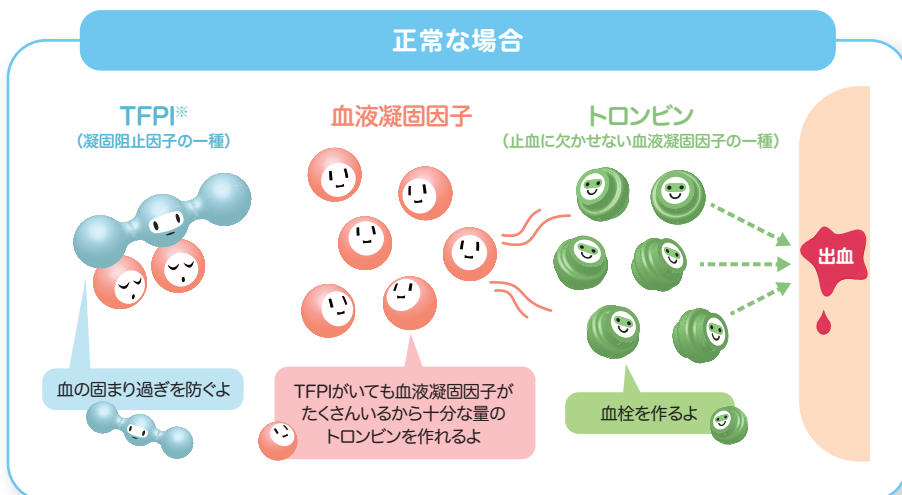 正常な場合
TFPI※
(凝固阻止因子の一種)
血液凝固因子
トロンビン
(止血に欠かせない血液凝固因子の一種)
出血
血の固まり過ぎを防ぐよ
TFPIがいても血液凝固因子が
たくさんいるから十分な量の
トロンビンを作れるよ
血栓を作るよ